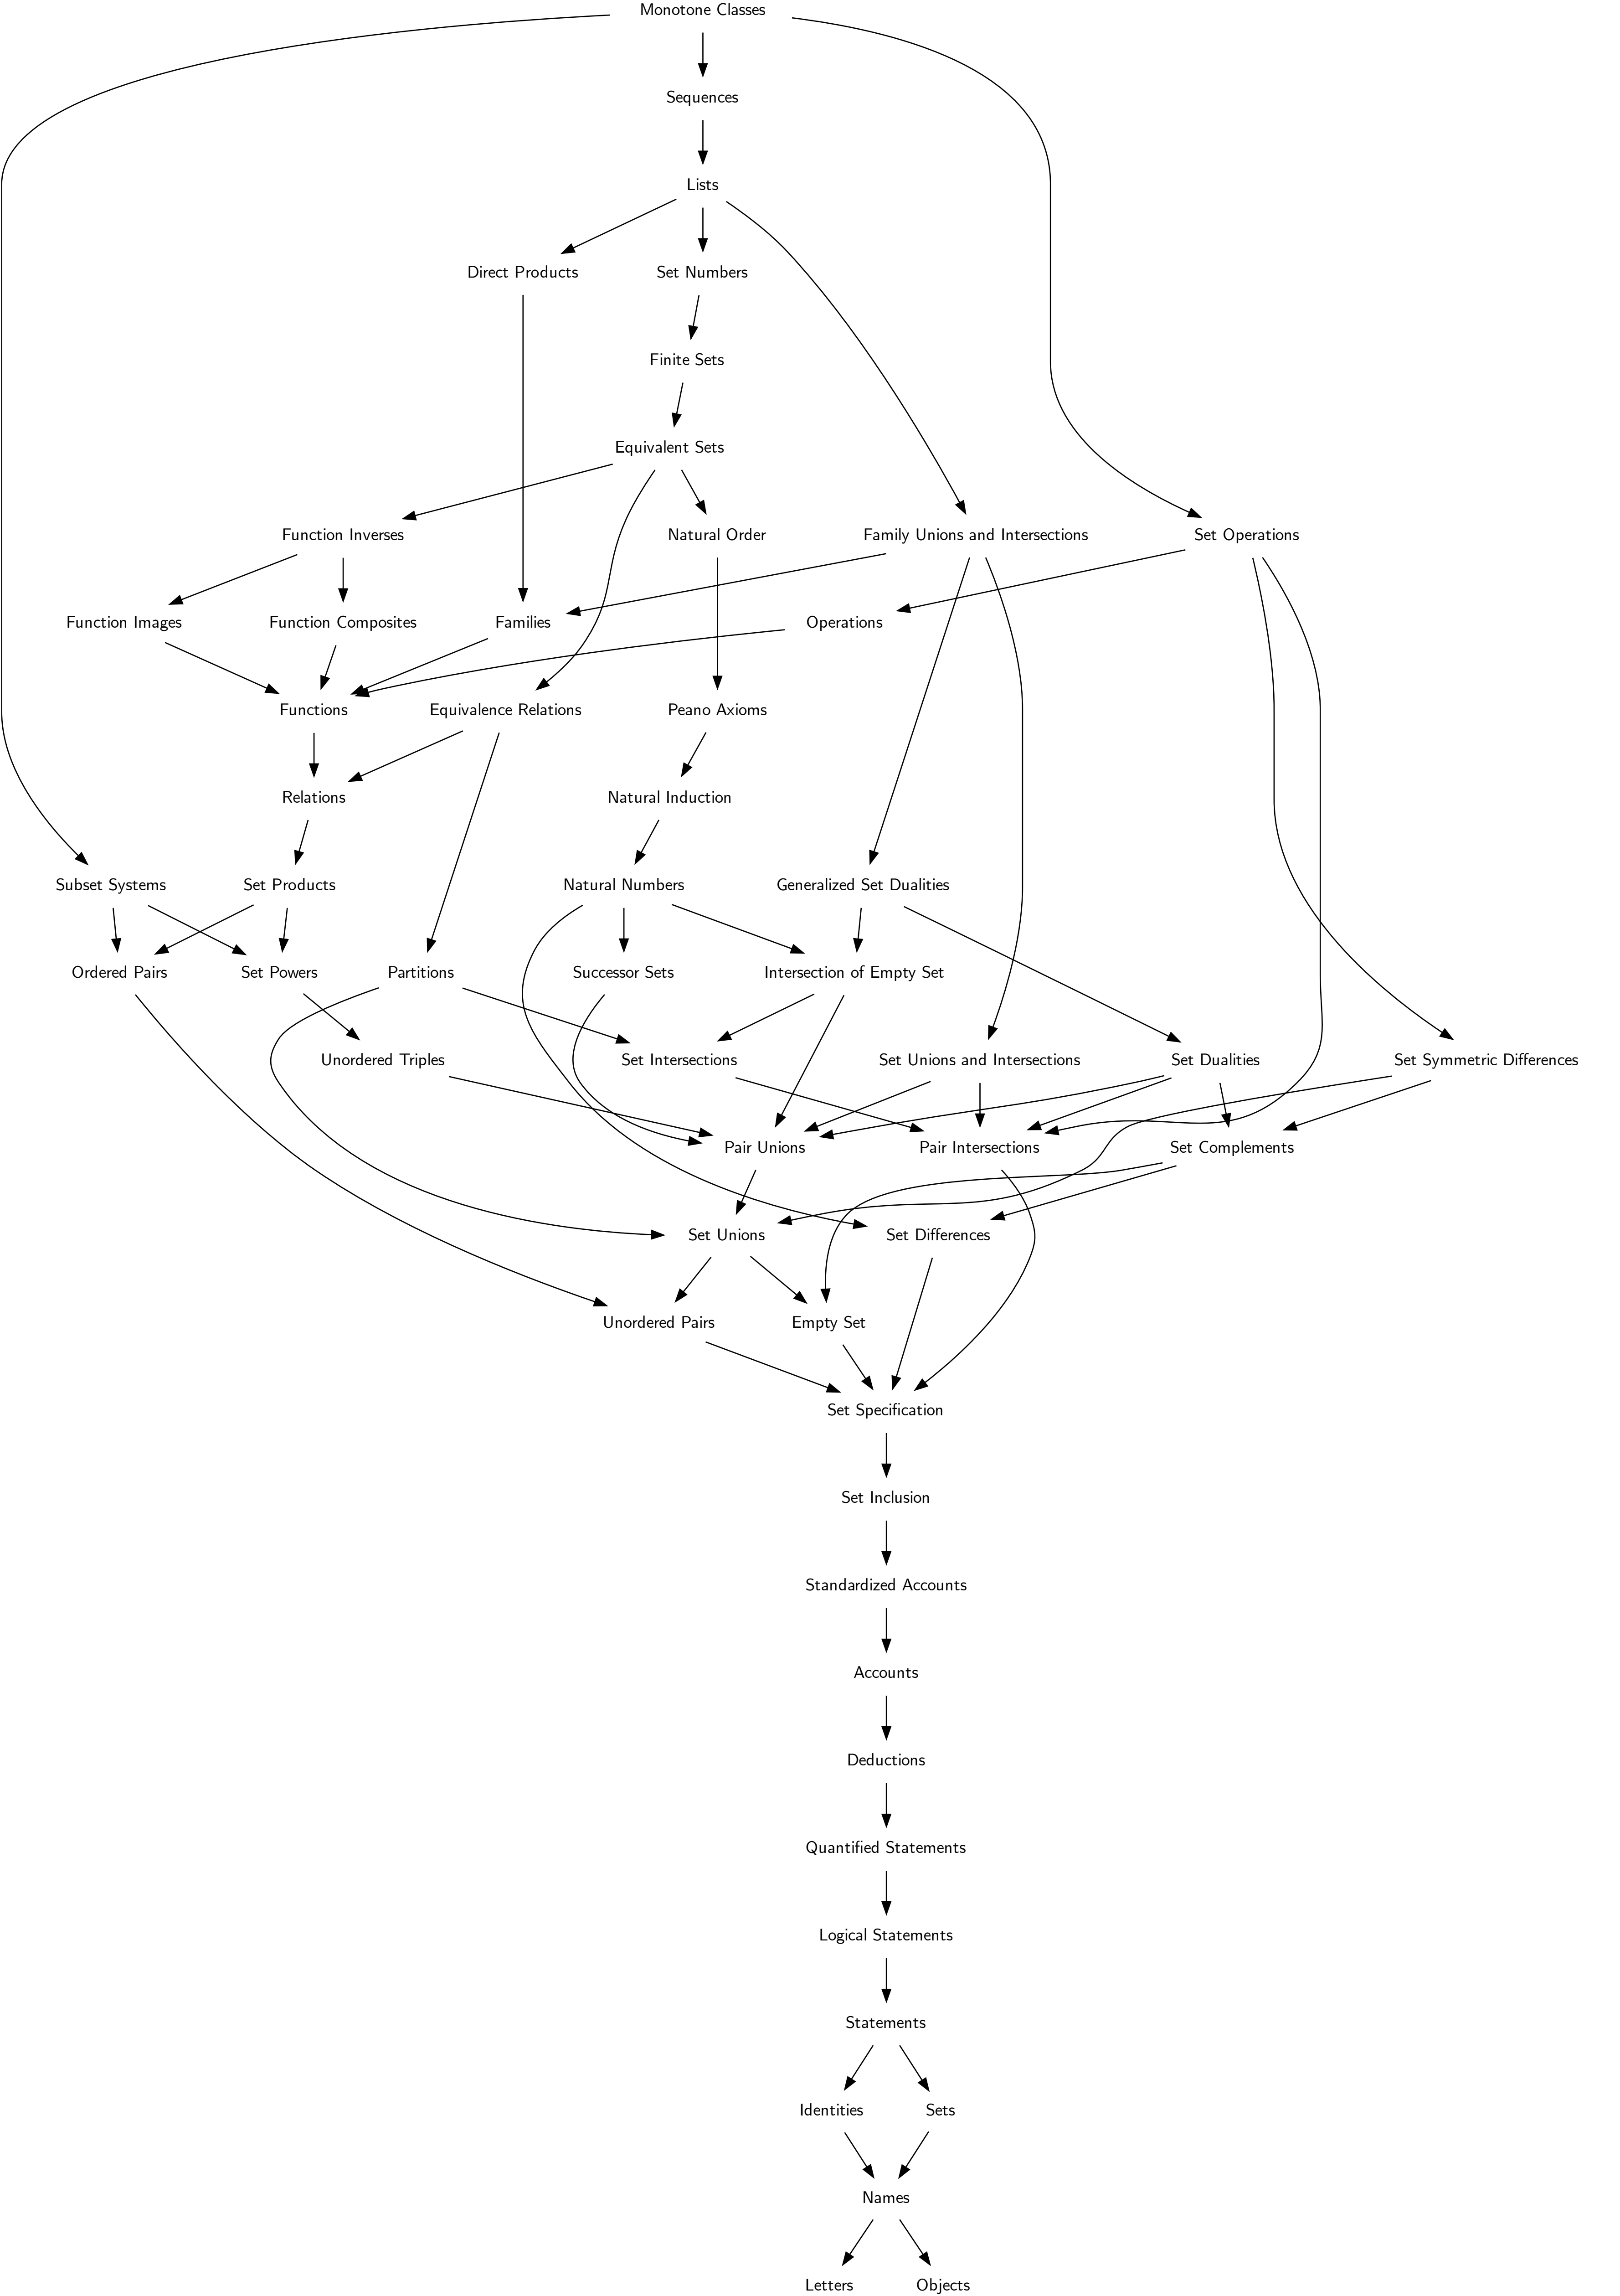 Monotone Classes
Sequences
Lists
Direct Products
Set Numbers
Finite Sets
Equivalent Sets
Function Inverses
Natural Order
Family Unions and Intersections
Set Operations
Function Images
Function Composites
Families
Operations
Functions
Equivalence Relations
Peano Axioms
Relations
Natural Induction
Subset Systems
Set Products
Natural Numbers
Generalized Set Dualities
Ordered Pairs
Set Powers
Partitions
Successor Sets
Intersection of Empty Set
Unordered Triples
Set Intersections
Set Unions and Intersections
Set Dualities
Set Symmetric Differences
Pair Unions
Pair Intersections
Set Complements
Set Unions
Set Differences
Unordered Pairs
Empty Set
Set Specification
Set Inclusion
Standardized Accounts
Accounts
Deductions
Quantified Statements
Logical Statements
Statements
Identities
Sets
Names
Letters
Objects